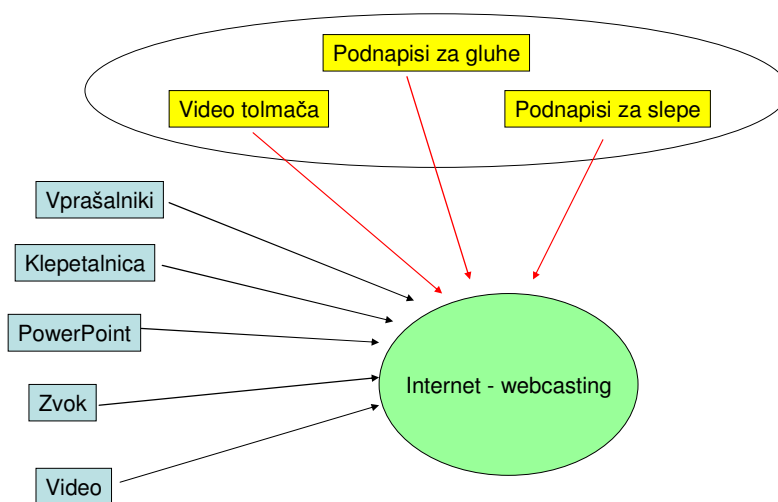 Podnapisi za gluhe
Video tolmača
Podnapisi za slepe
Vprašalniki
Klepetalnica
PowerPoint
Zvok
Video
Internet - webcasting